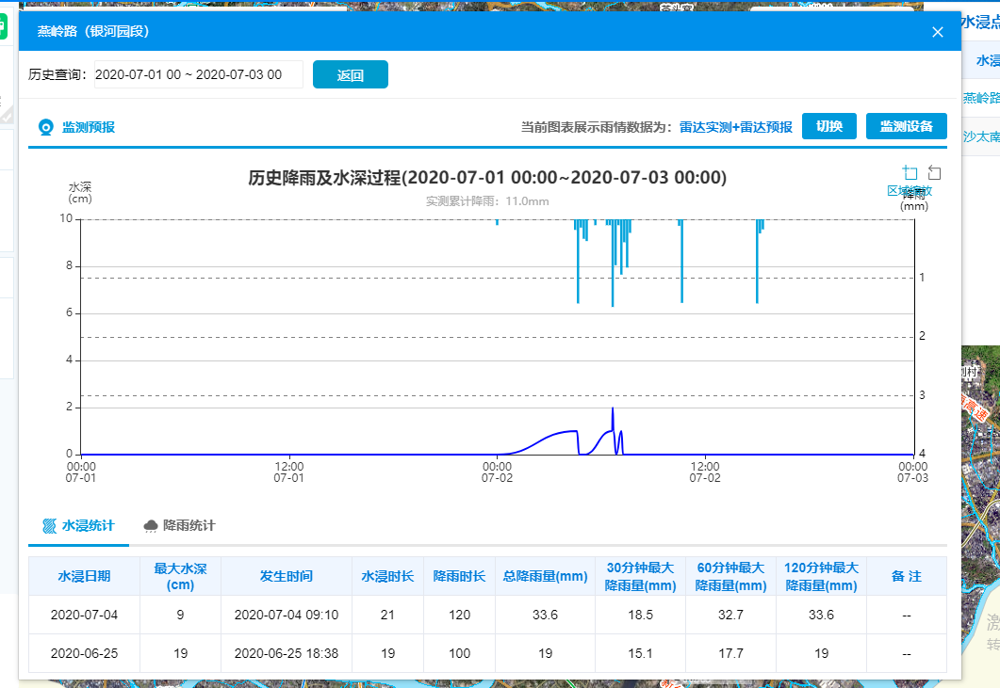 茶头窝
燕岭路（银河园段）
水浸点
历史查询：
2020-07-01 00 ~ 2020-07-03 00
返回
水浸
燕岭路
沙太南
监测预报
当前图表展示雨情数据为：雷达实测+雷达预报
切换
监测设备
历史降雨及水深过程(2020-07-01 00:00~2020-07-03 00:00)
实测累计降雨：11.0mm
区域缩放
水深
(cm)
降雨
(mm)
10
8
6
4
2
0
1
2
3
4
00:00
07-01
12:00
07-01
00:00
07-02
12:00
07-02
00:00
07-03
水浸统计
降雨统计
水浸日期 最大水深(cm) 发生时间 水浸时长 降雨时长 总降雨量(mm) 30分钟最大降雨量(mm) 60分钟最大降雨量(mm) 120分钟最大降雨量(mm) 备 注
2020-07-04 9 2020-07-04 09:10 21 120 33.6 18.5 32.7 33.6 --
2020-06-25 19 2020-06-25 18:38 19 100 19 15.1 17.7 19 --
高速
转